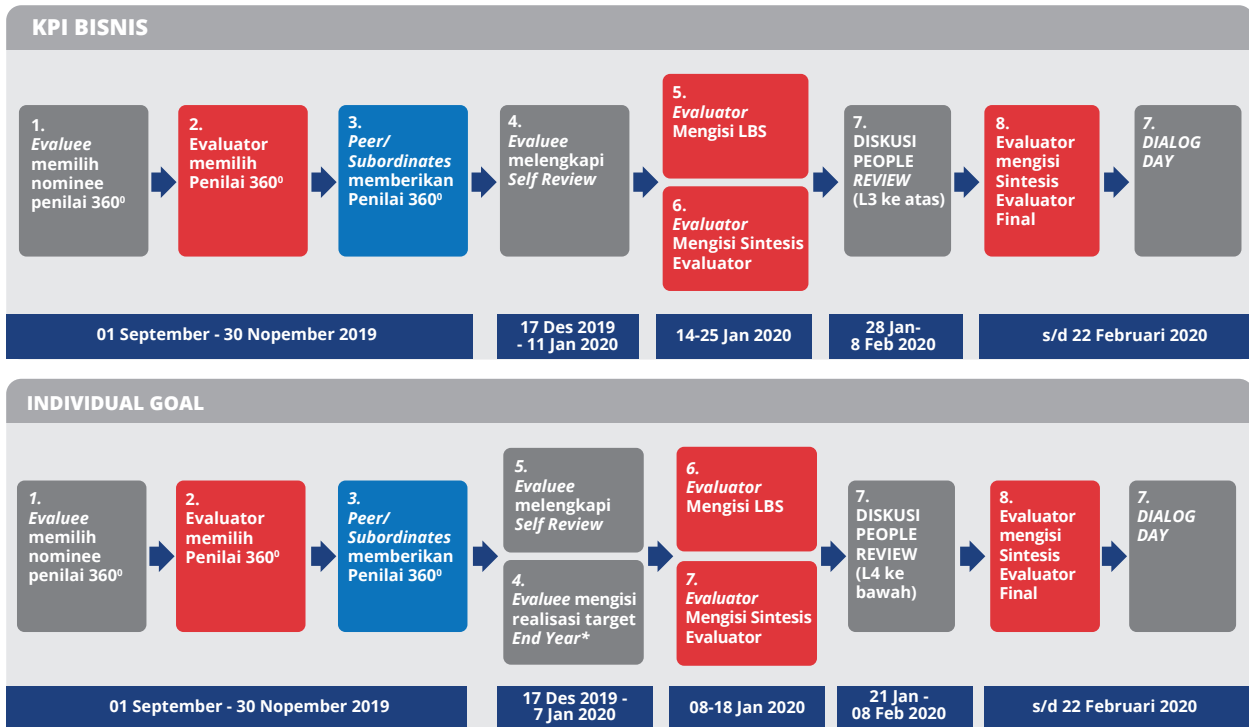 KPI BISNIS
1.
Evaluee
memilih
nominee
penilai 360⁰
2.
Evaluator
memilih
Penilai 360⁰
3.
Peer/
Subordinates
memberikan
Penilai 360⁰
4.
Evaluee
melengkapi
Self Review
5.
Evaluator
Mengisi LBS
6.
Evaluator
Mengisi Sintesis
Evaluator
7.
DISKUSI
PEOPLE
REVIEW
(L3 ke atas)
8.
Evaluator
mengisi
Sintesis
Evaluator
Final
7.
DIALOG
DAY
01 September - 30 Nopember 2019
17 Des 2019
- 11 Jan 2020
14-25 Jan 2020
28 Jan-
8 Feb 2020
s/d 22 Februari 2020
INDIVIDUAL GOAL
1.
Evaluee
memilih
nominee
penilai 360⁰
2.
Evaluator
memilih
Penilai 360⁰
3.
Peer/
Subordinates
memberikan
Penilai 360⁰
5.
Evaluee
melengkapi
Self Review
4.
Evaluee mengisi
realisasi target
End Year*
6.
Evaluator
Mengisi LBS
7.
Evaluator
Mengisi Sintesis
Evaluator
7.
DISKUSI
PEOPLE
REVIEW
(L4 ke
bawah)
8.
Evaluator
mengisi
Sintesis
Evaluator
Final
7.
DIALOG
DAY
01 September - 30 Nopember 2019
17 Des 2019 -
7 Jan 2020
08-18 Jan 2020
21 Jan -
08 Feb 2020
s/d 22 Februari 2020